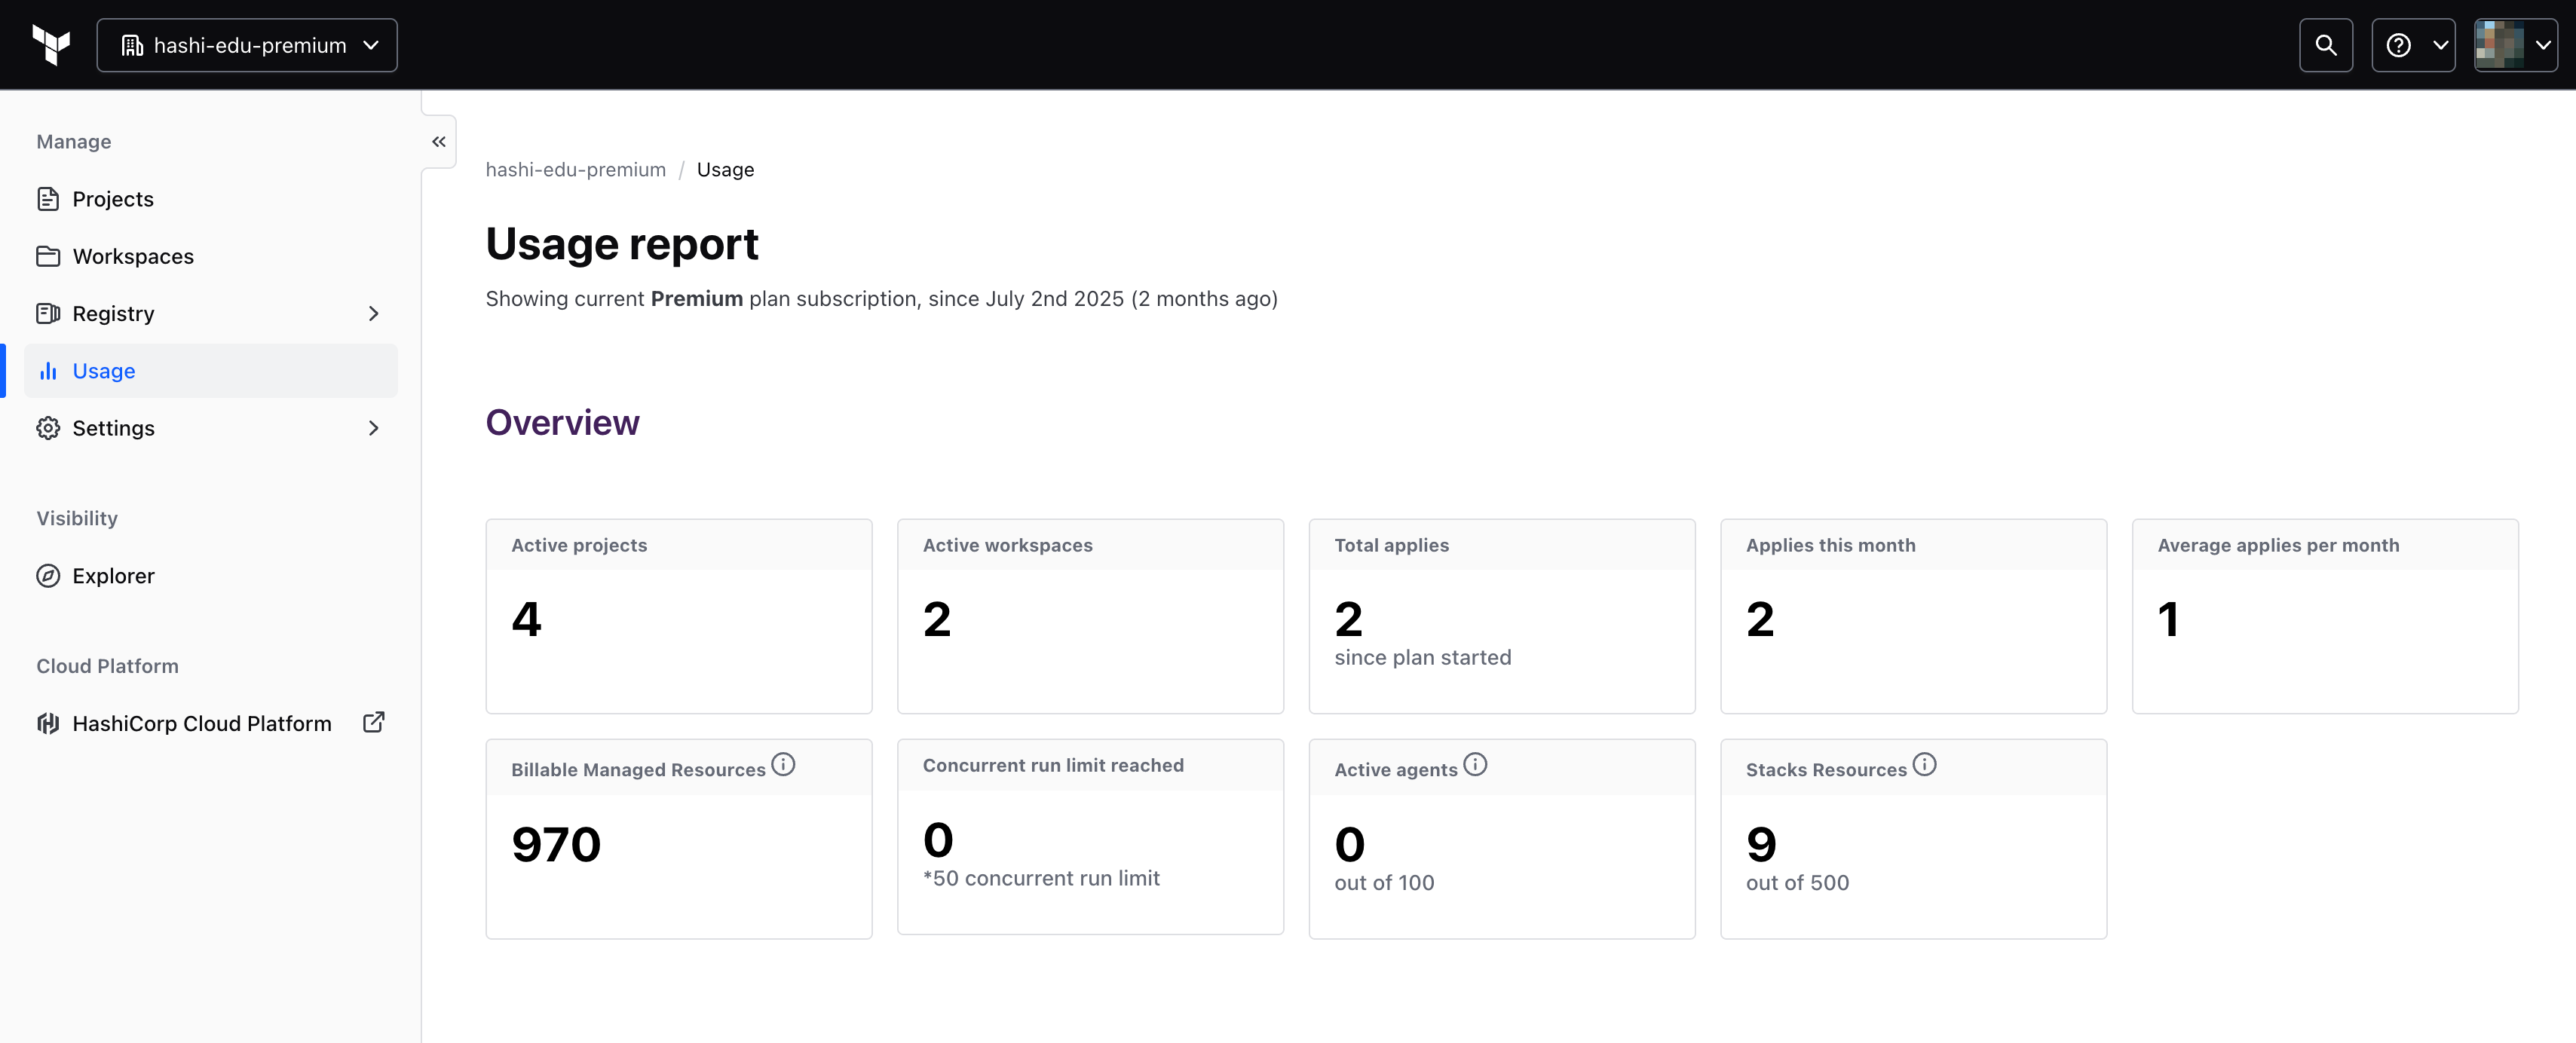 hashi-edu-premium
Manage
Projects
Workspaces
Registry
Usage
Settings
Visibility
Explorer
Cloud Platform
HashiCorp Cloud Platform
hashi-edu-premium / Usage
Usage report
Showing current Premium plan subscription, since July 2nd 2025 (2 months ago)
Overview
Active projects
4
Active workspaces
2
Total applies
2
since plan started
Applies this month
2
Average applies per month
1
Billable Managed Resources
970
Concurrent run limit reached
0
*50 concurrent run limit
Active agents
0
out of 100
Stacks Resources
9
out of 500